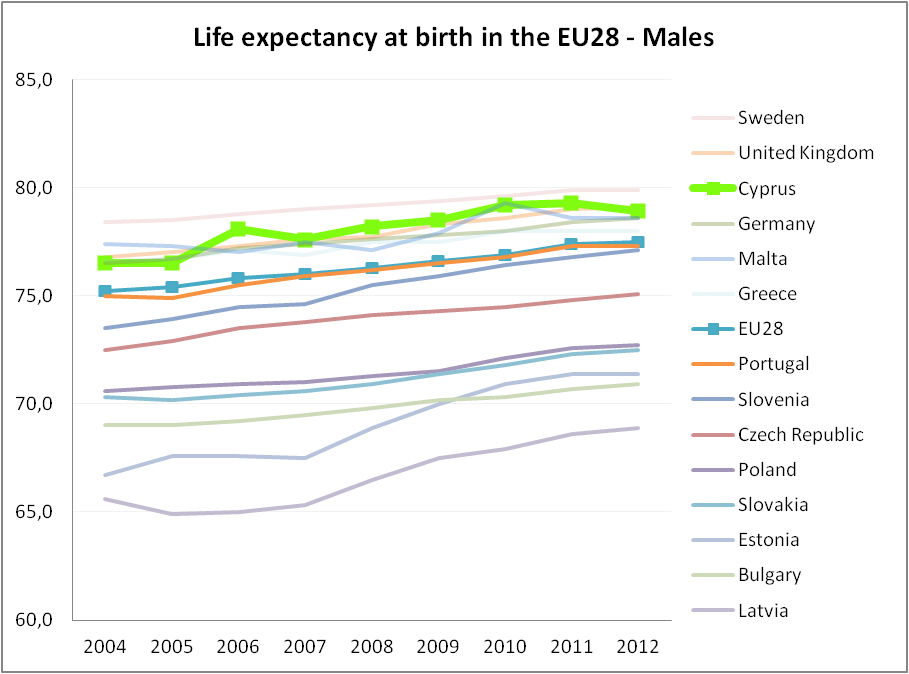 Life expectancy at birth in the EU28 - Males
85,0
80,0
75,0
70,0
65,0
60,0
2004 2005 2006 2007 2008 2009 2010 2011 2012
Sweden
United Kingdom
Cyprus
Germany
Malta
Greece
EU28
Portugal
Slovenia
Czech Republic
Poland
Slovakia
Estonia
Bulgary
Latvia